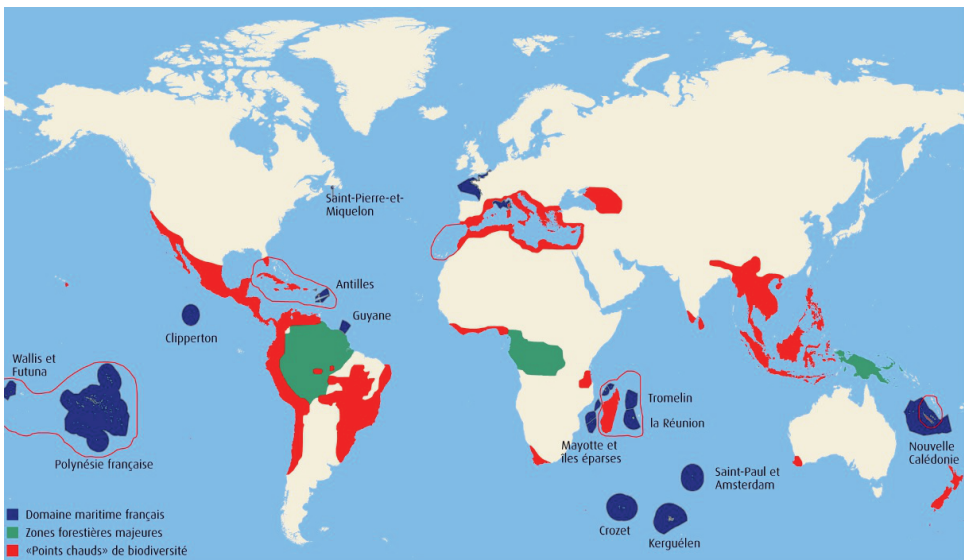 Saint-Pierre-et-
Miquelon
Antilles
Guyane
Clipperton
Wallis et
Futuna
Polynésie française
Tromelin
la Réunion
Mayotte et
îles éparses
Nouvelle
Calédonie
Saint-Paul et
Amsterdam
Crozet
Kerguélen
Domaine maritime français
Zones forestières majeures
«Points chauds» de biodiversité